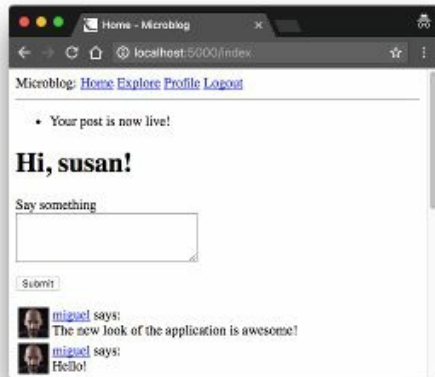 Home - Microblog
localhost:5000/index
Microblog: Home Explore Profile Logout
Your post is now live!
Hi, susan!
Say something
Submit
miguel says:
The new look of the application is awesome!
miguel says:
Hello!